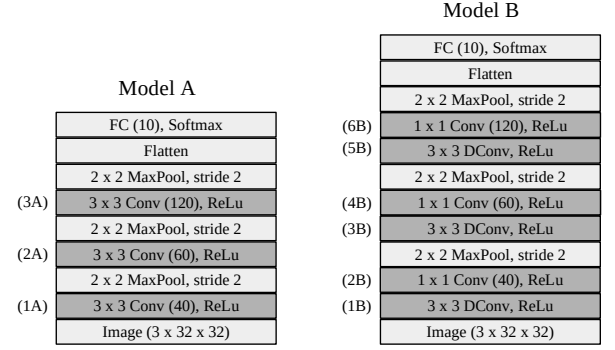 Model A
FC (10), Softmax
Flatten
2 x 2 MaxPool, stride 2
(3A) 3 x 3 Conv (120), ReLu
2 x 2 MaxPool, stride 2
(2A) 3 x 3 Conv (60), ReLu
2 x 2 MaxPool, stride 2
(1A) 3 x 3 Conv (40), ReLu
Image (3 x 32 x 32)
Model B
FC (10), Softmax
Flatten
2 x 2 MaxPool, stride 2
(6B) 1 x 1 Conv (120), ReLu
(5B) 3 x 3 DConv, ReLu
2 x 2 MaxPool, stride 2
(4B) 1 x 1 Conv (60), ReLu
(3B) 3 x 3 DConv, ReLu
2 x 2 MaxPool, stride 2
(2B) 1 x 1 Conv (40), ReLu
(1B) 3 x 3 DConv, ReLu
Image (3 x 32 x 32)